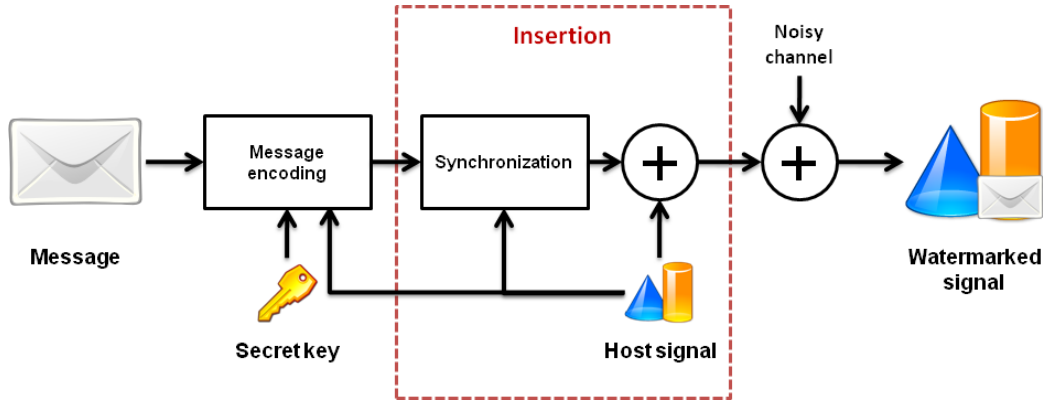 Insertion
Noisy
channel
Message
encoding
Synchronization
Message
Secret key
Host signal
Watermarked
signal